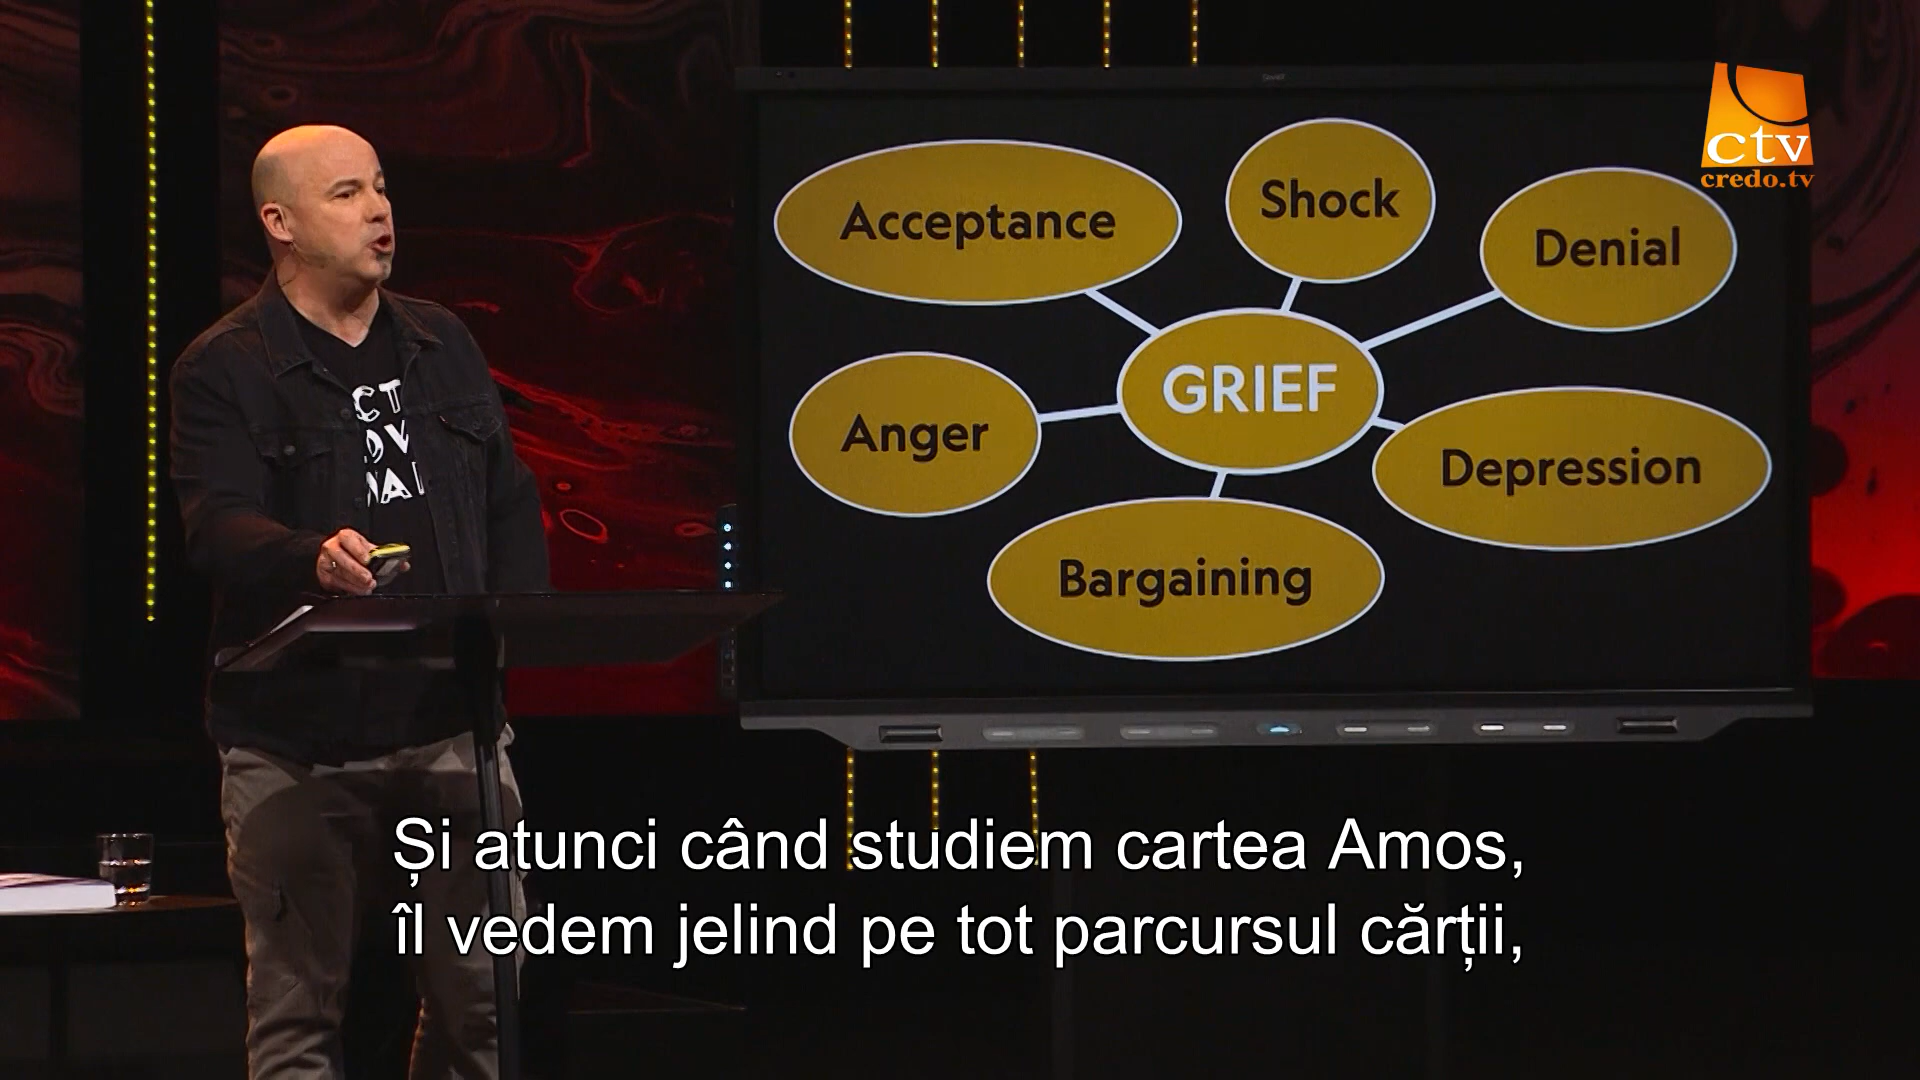 ctv
credo.tv
Acceptance
Shock
Denial
GRIEF
Anger
Depression
Bargaining
Și atunci când studiem cartea Amos,
îl vedem jelind pe tot parcursul cărții,